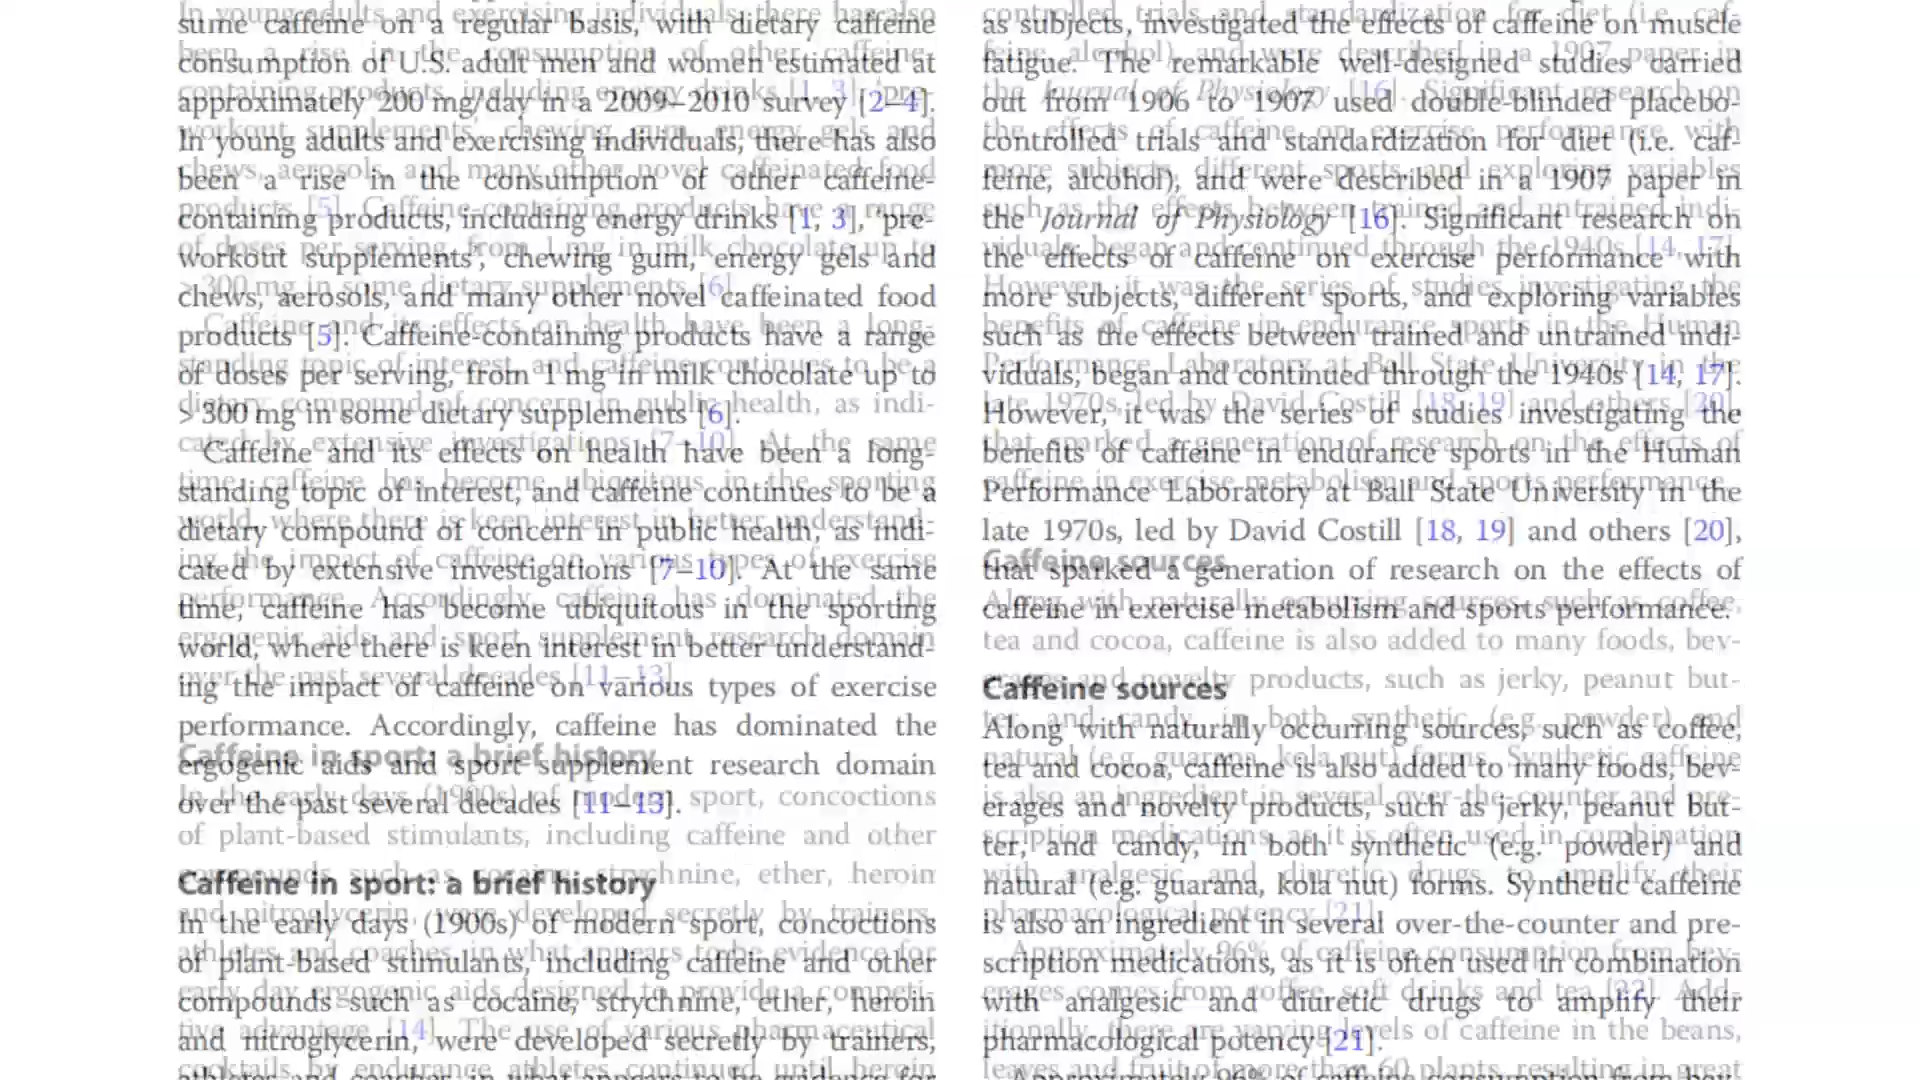 sume caffeine on a regular basis, with dietary caffeine
consumption of U.S. adult men and women estimated at
approximately 200 mg/day in a 2009–2010 survey [2–4].
In young adults and exercising individuals, there has also
been a rise in the consumption of other caffeine-
containing products, including energy drinks [1, 3], 'pre-
workout supplements', chewing gum, energy gels and
chews, aerosols, and many other novel caffeinated food
products [5]. Caffeine-containing products have a range
of doses per serving, from 1 mg in milk chocolate up to
> 300 mg in some dietary supplements [6].
Caffeine and its effects on health have been a long-
standing topic of interest, and caffeine continues to be a
dietary compound of concern in public health, as indi-
cated by extensive investigations [7–10]. At the same
time, caffeine has become ubiquitous in the sporting
world, where there is keen interest in better understand-
ing the impact of caffeine on various types of exercise
performance. Accordingly, caffeine has dominated the
ergogenic aids and sport supplement research domain
over the past several decades [11–13].
Caffeine in sport: a brief history
In the early days (1900s) of modern sport, concoctions
of plant-based stimulants, including caffeine and other
compounds such as cocaine, strychnine, ether, heroin
and nitroglycerin, were developed secretly by trainers,
as subjects, investigated the effects of caffeine on muscle
fatigue. The remarkable well-designed studies carried
out from 1906 to 1907 used double-blinded placebo-
controlled trials and standardization for diet (i.e. caf-
feine, alcohol), and were described in a 1907 paper in
the Journal of Physiology [16]. Significant research on
the effects of caffeine on exercise performance with
more subjects, different sports, and exploring variables
such as the effects between trained and untrained indi-
viduals, began and continued through the 1940s [14, 17].
However, it was the series of studies investigating the
benefits of caffeine in endurance sports in the Human
Performance Laboratory at Ball State University in the
late 1970s, led by David Costill [18, 19] and others [20],
that sparked a generation of research on the effects of
caffeine in exercise metabolism and sports performance.
Caffeine sources
Along with naturally occurring sources, such as coffee,
tea and cocoa, caffeine is also added to many foods, bev-
erages and novelty products, such as jerky, peanut but-
ter, and candy, in both synthetic (e.g. powder) and
natural (e.g. guarana, kola nut) forms. Synthetic caffeine
is also an ingredient in several over-the-counter and pre-
scription medications, as it is often used in combination
with analgesic and diuretic drugs to amplify their
pharmacological potency [21].